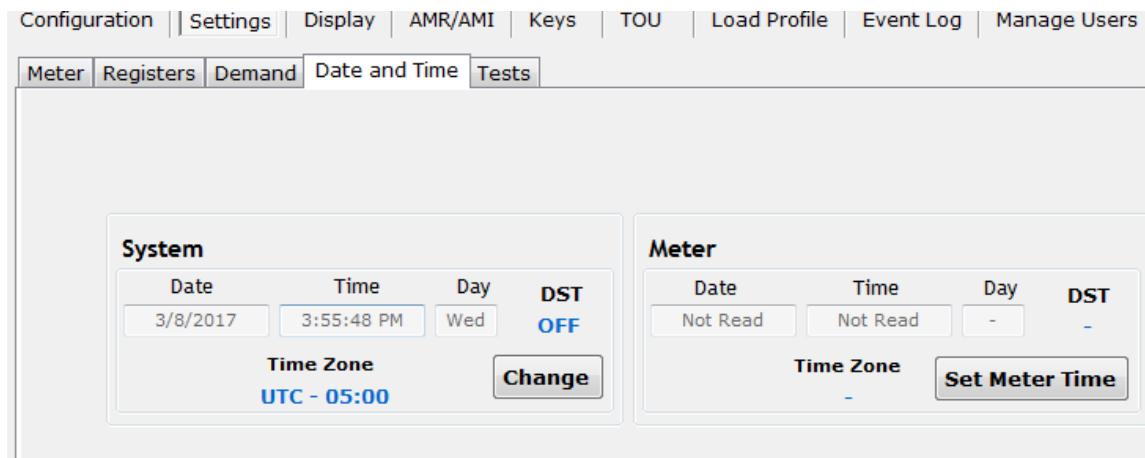 Configuration Settings Display AMR/AMI Keys TOU Load Profile Event Log Manage Users
Meter Registers Demand Date and Time Tests
System
Date Time Day DST
3/8/2017 3:55:48 PM Wed OFF
Time Zone
UTC - 05:00
Change
Meter
Date Time Day DST
Not Read Not Read - -
Time Zone
-
Set Meter Time